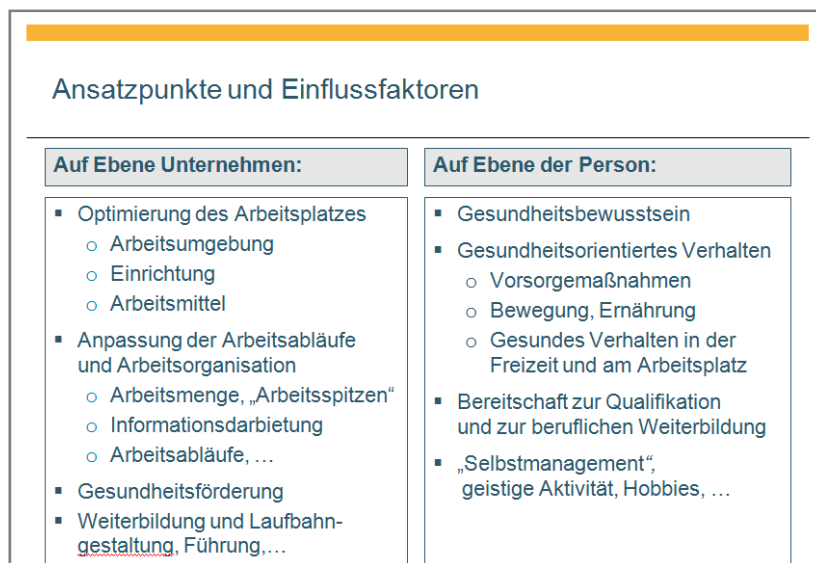 Ansatzpunkte und Einflussfaktoren
Auf Ebene Unternehmen:
▪ Optimierung des Arbeitsplatzes
o Arbeitsumgebung
o Einrichtung
o Arbeitsmittel
▪ Anpassung der Arbeitsabläufe
und Arbeitsorganisation
o Arbeitsmenge, „Arbeitsspitzen“
o Informationsdarbietung
o Arbeitsabläufe, …
▪ Gesundheitsförderung
▪ Weiterbildung und Laufbahn-
gestaltung, Führung,…
Auf Ebene der Person:
▪ Gesundheitsbewusstsein
▪ Gesundheitsorientiertes Verhalten
o Vorsorgemaßnahmen
o Bewegung, Ernährung
o Gesundes Verhalten in der
Freizeit und am Arbeitsplatz
▪ Bereitschaft zur Qualifikation
und zur beruflichen Weiterbildung
▪ „Selbstmanagement“,
geistige Aktivität, Hobbies, …